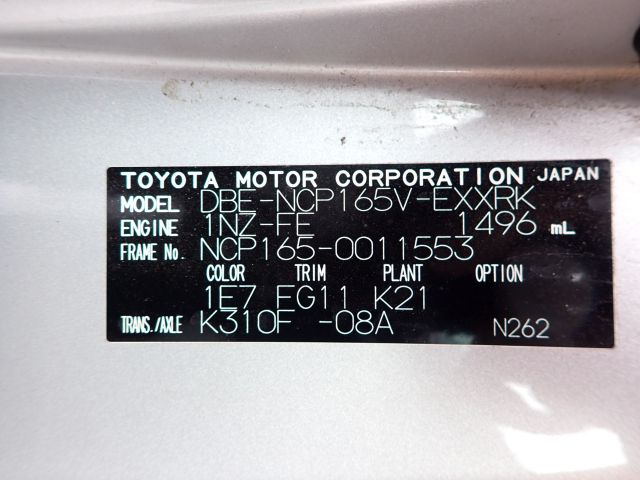 TOYOTA MOTOR CORPORATION JAPAN
MODEL DBE-NCP165V-EXXRK
ENGINE 1NZ-FE 1496 mL
FRAME No. NCP165-0011553
COLOR TRIM PLANT OPTION
1E7 FG11 K21
TRANS./AXLE K310F -08A N262